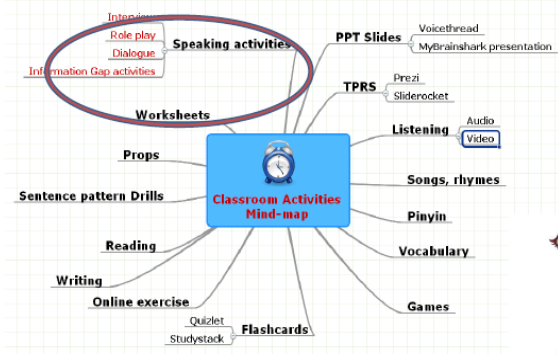 Interview
Role play
Dialogue
Information Gap activities
Speaking activities
Worksheets
Props
Sentence pattern Drills
Reading
Writing
Online exercise
Quizlet
Studystack
Flashcards
Classroom Activities
Mind-map
PPT Slides
Voicethread
MyBrainshark presentation
TPRS
Prezi
Sliderocket
Listening
Audio
Video
Songs, rhymes
Pinyin
Vocabulary
Games